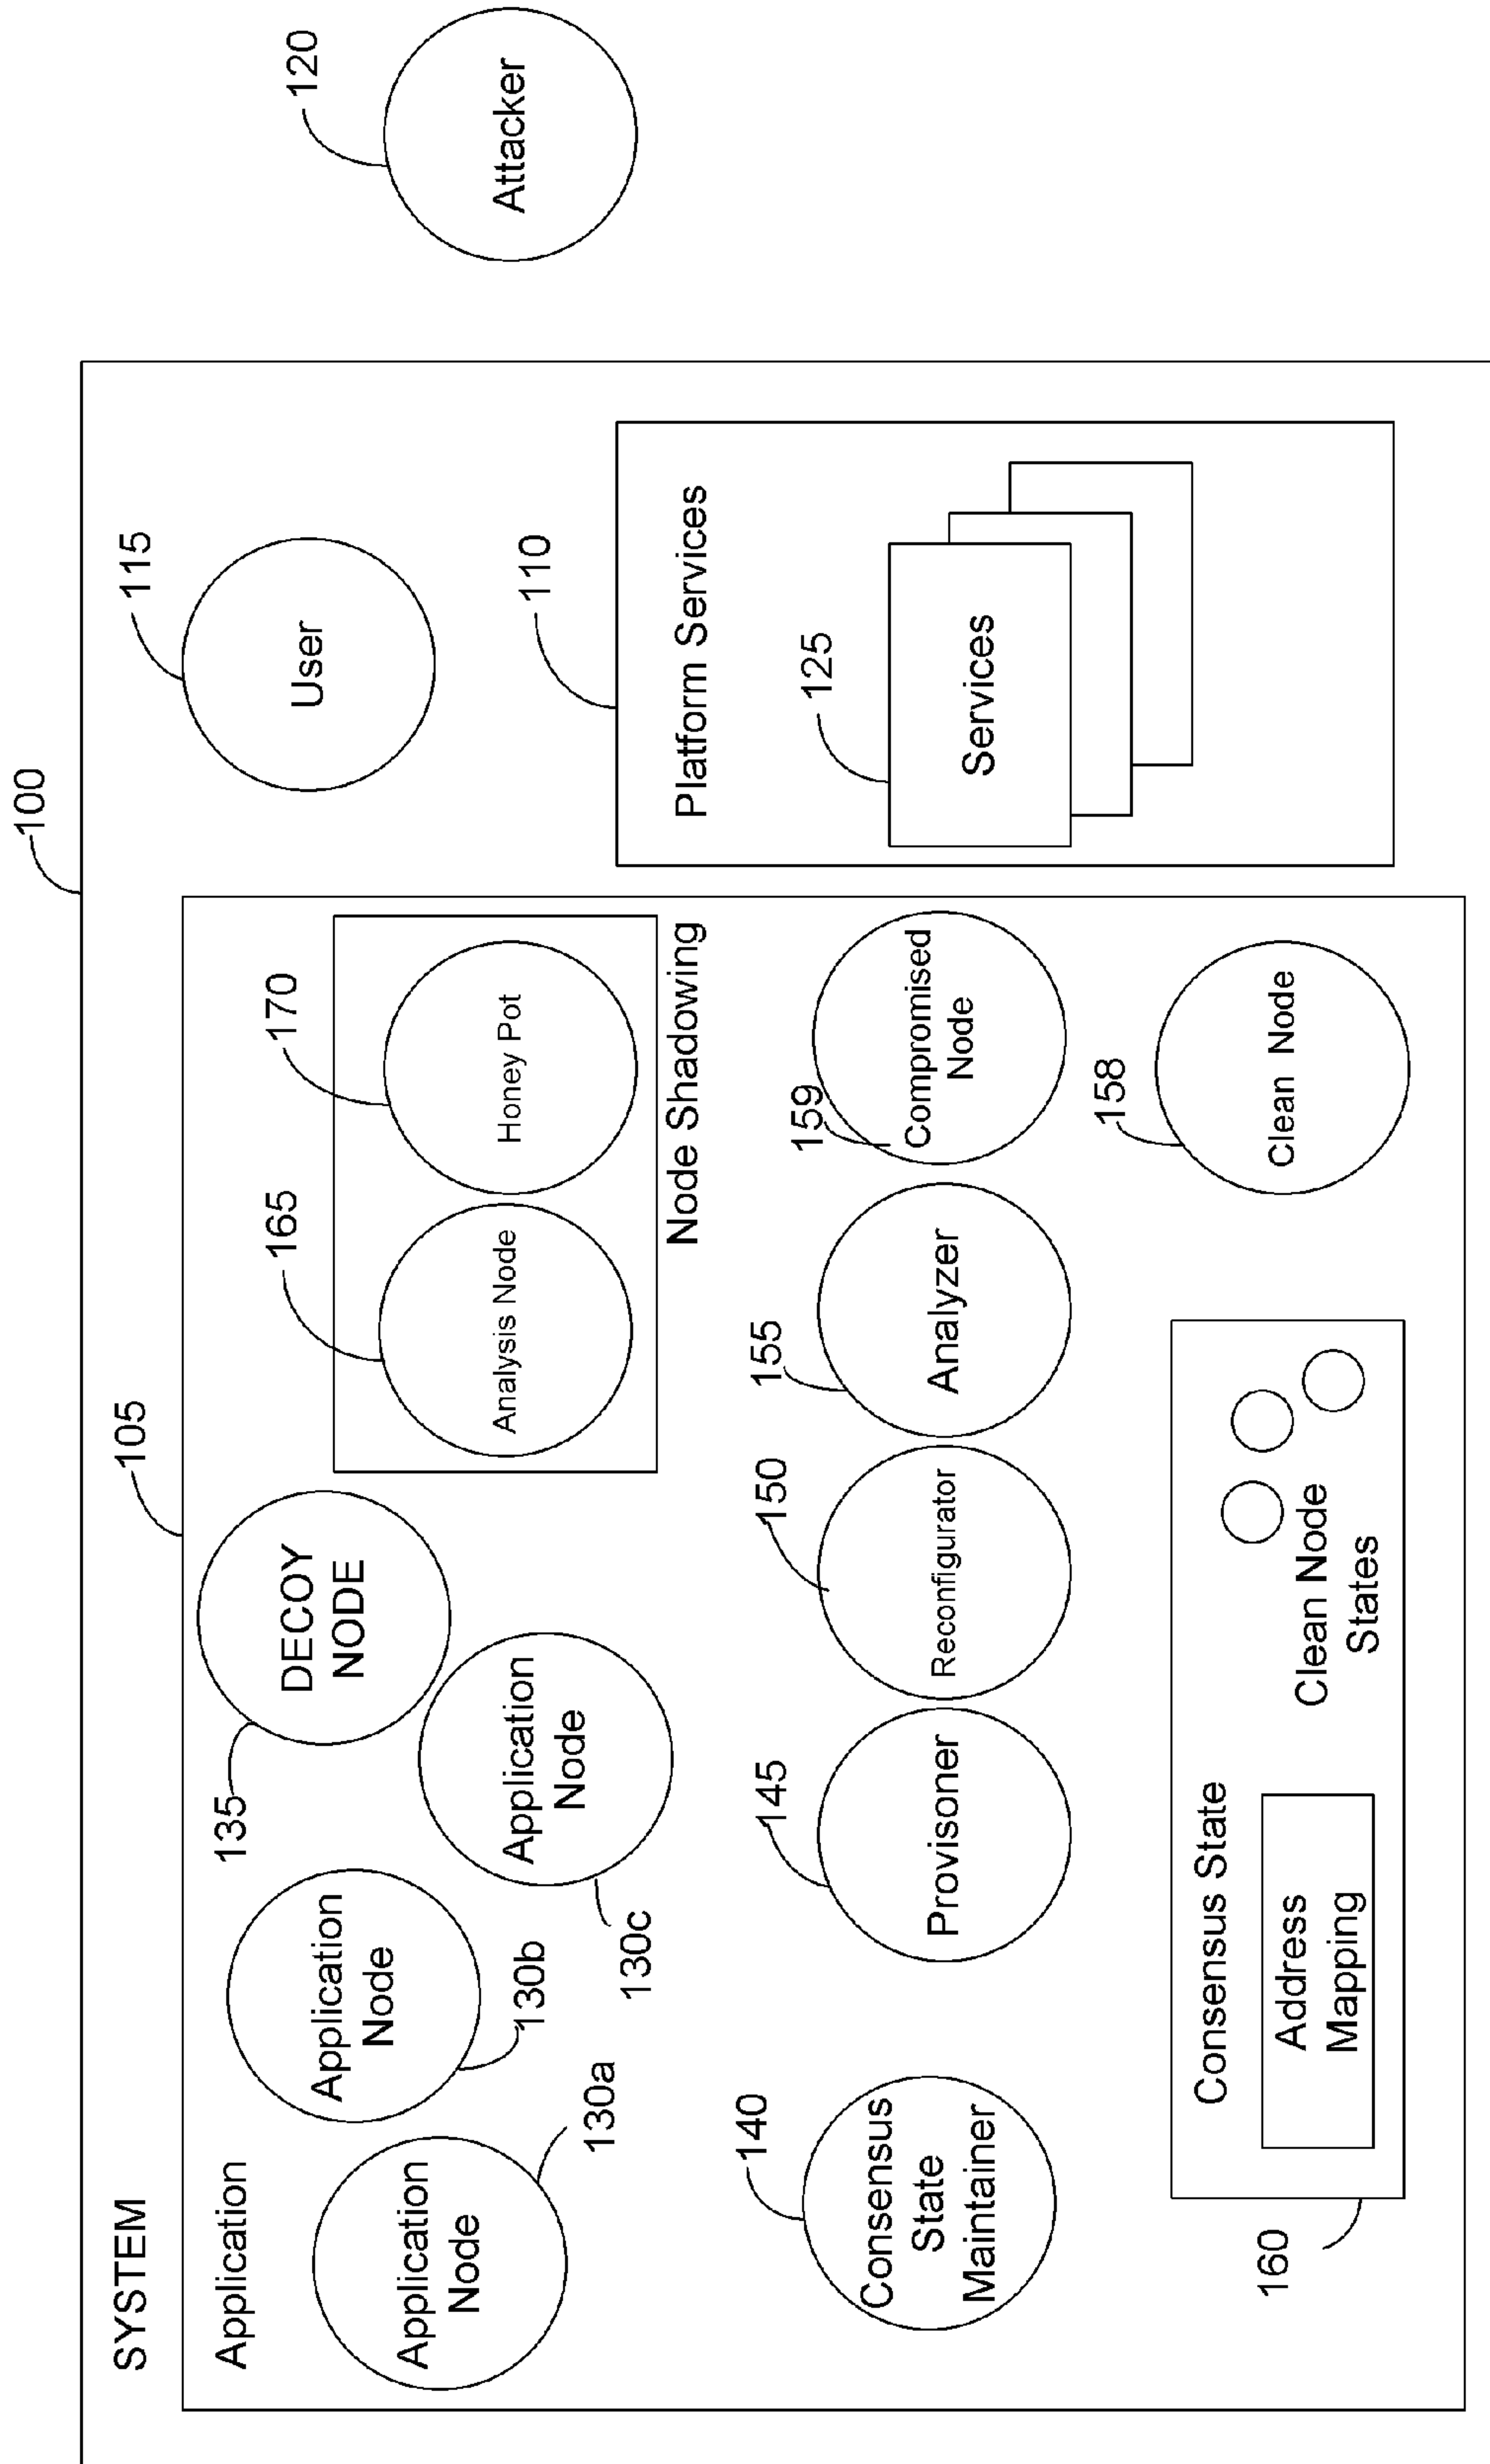 100
SYSTEM
105
Application
Application
Node
130a
Application
Node
130b
Application
Node
130c
DECOY
NODE
135
165
Analysis Node
170
Honey Pot
Node Shadowing
140
Consensus
State
Maintainer
145
Provisoner
150
Reconfigurator
155
Analyzer
159
Compromised
Node
158
Clean Node
160
Consensus State
Address
Mapping
Clean Node
States
115
User
110
Platform Services
125
Services
120
Attacker